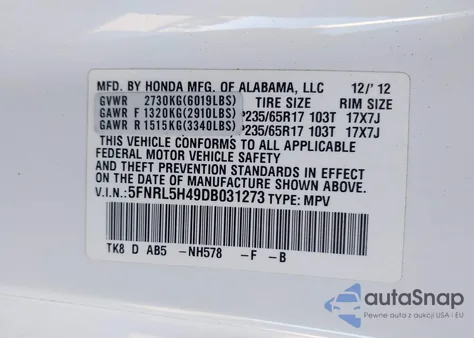 MFD. BY HONDA MFG. OF ALABAMA, LLC 12/'12
GVWR 2730KG(6019LBS) TIRE SIZE RIM SIZE
GAWR F 1320KG(2910LBS) P235/65R17 103T 17X7J
GAWR R 1515KG(3340LBS) P235/65R17 103T 17X7J
THIS VEHICLE CONFORMS TO ALL APPLICABLE
FEDERAL MOTOR VEHICLE SAFETY
AND THEFT PREVENTION STANDARDS IN EFFECT
ON THE DATE OF MANUFACTURE SHOWN ABOVE.
V.I.N.: 5FNRL5H49DB031273 TYPE: MPV
TK8 D AB5 -NH578 -F -B
autoSnap
Pewne auta z USA i EU